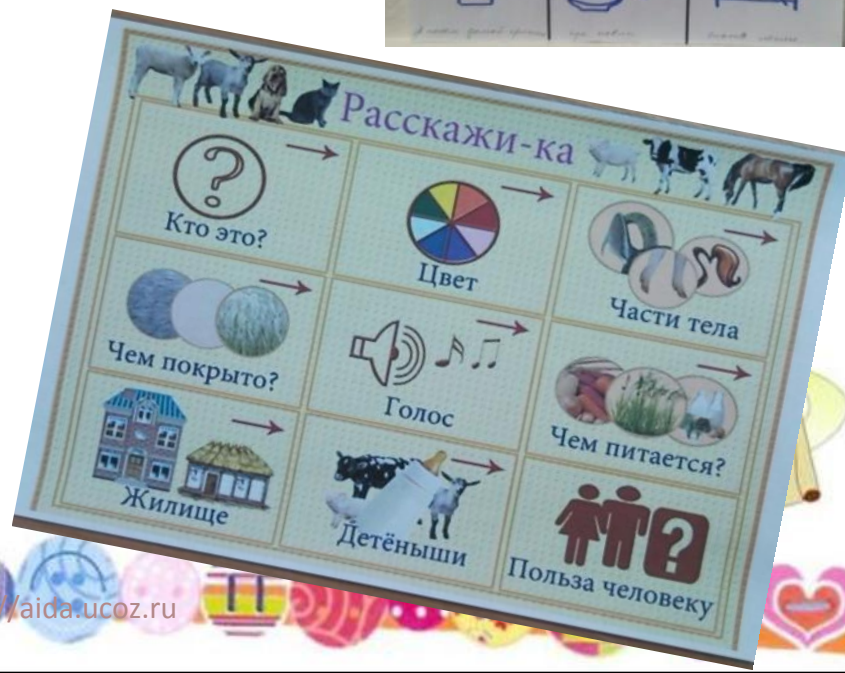 Расскажи-ка
Кто это?
Цвет
Части тела
Чем покрыто?
Голос
Чем питается?
Жилище
Детёныши
Польза человеку
/aida.ucoz.ru